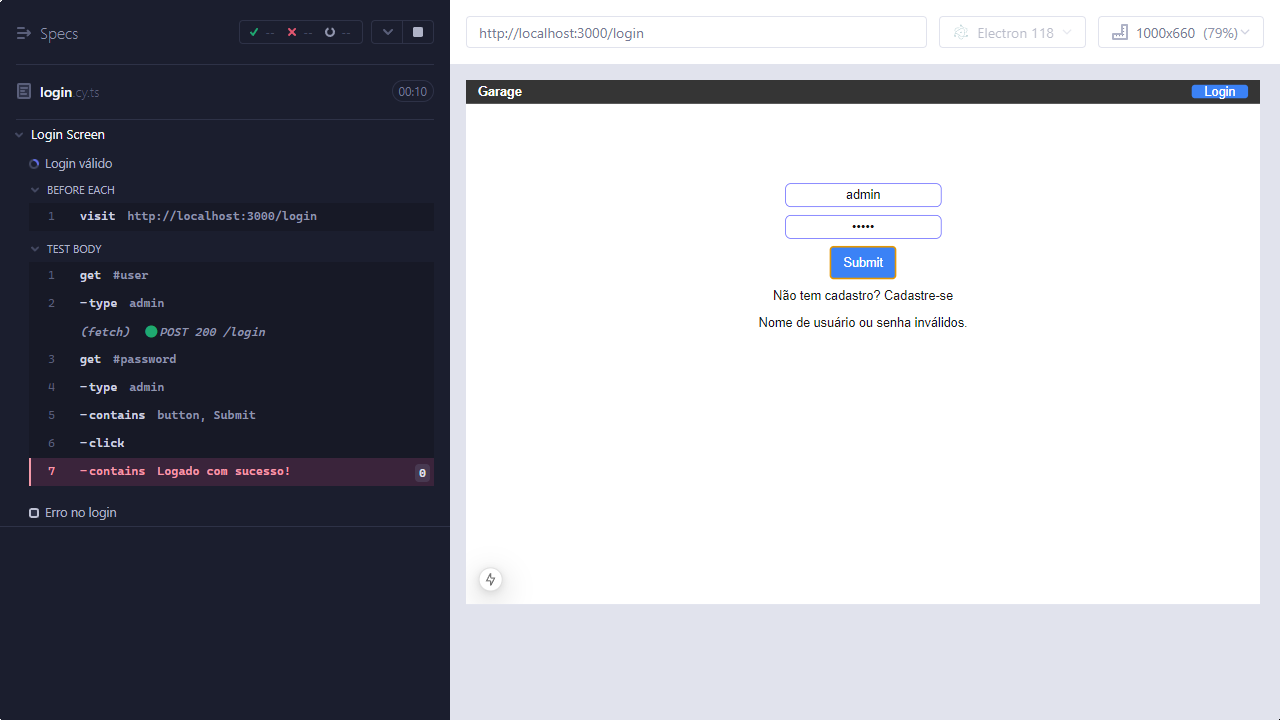 Specs
-- -- --
login.cy.ts
00:10
Login Screen
Login válido
BEFORE EACH
1 visit http://localhost:3000/login
TEST BODY
1 get #user
2 -type admin
(fetch) POST 200 /login
3 get #password
4 -type admin
5 -contains button, Submit
6 -click
7 -contains Logado com sucesso! 0
Erro no login
http://localhost:3000/login
Electron 118
1000x660 (79%)
Garage
Login
admin
•••••
Submit
Não tem cadastro? Cadastre-se
Nome de usuário ou senha inválidos.